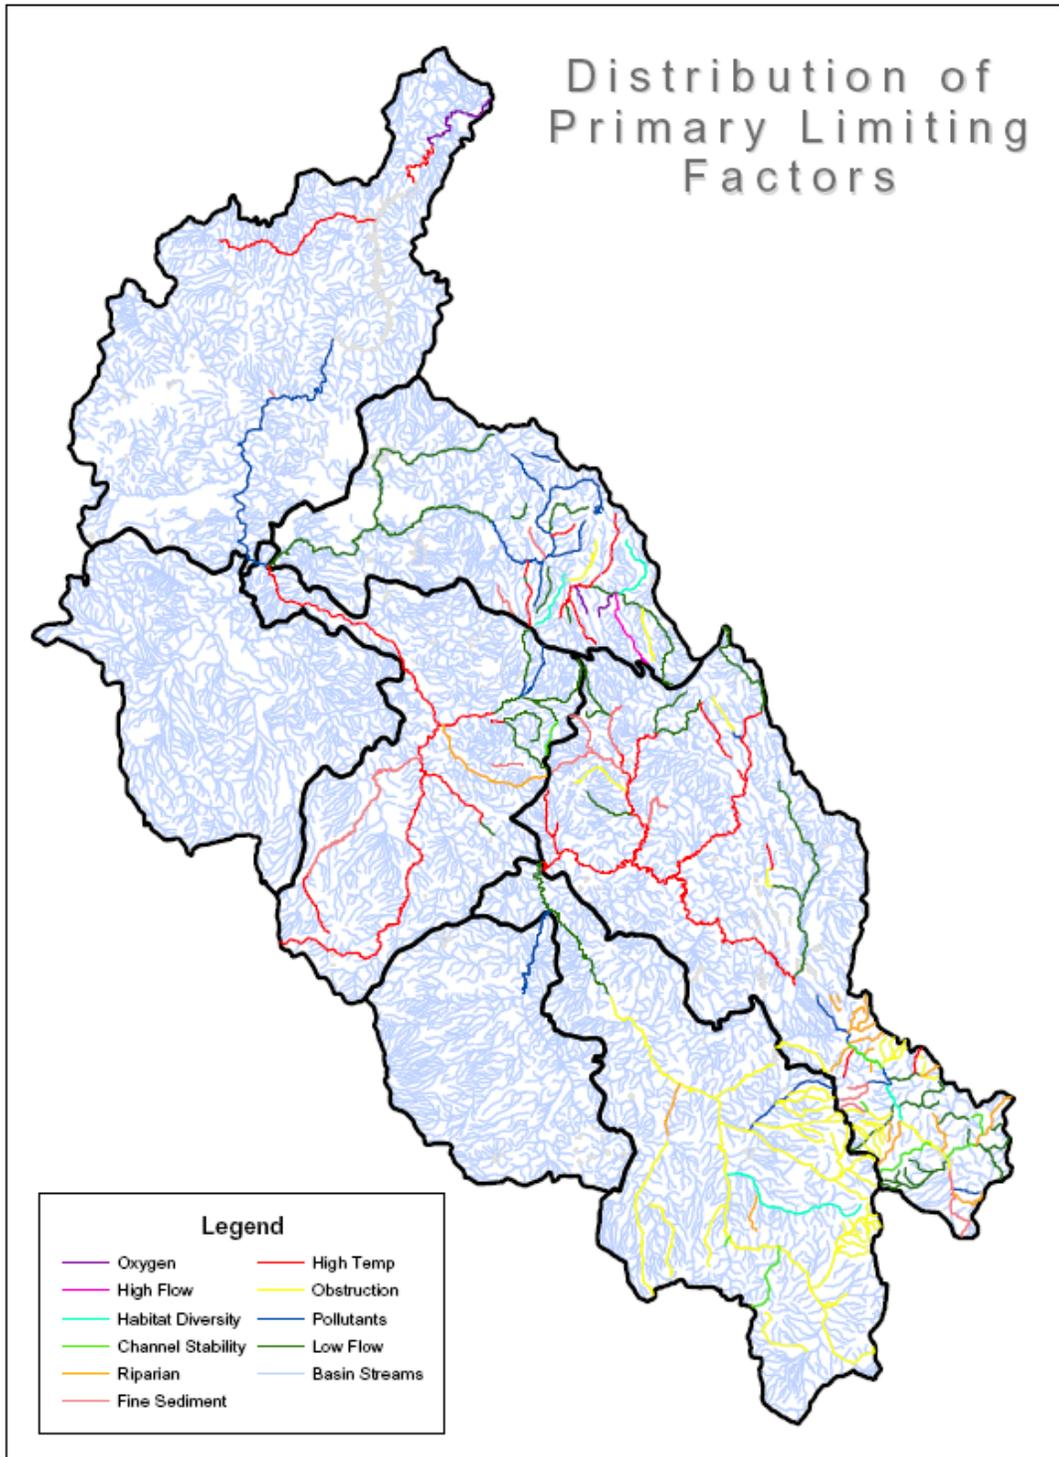 Distribution of
Primary Limiting
Factors
Legend
Oxygen
High Flow
Habitat Diversity
Channel Stability
Riparian
Fine Sediment
High Temp
Obstruction
Pollutants
Low Flow
Basin Streams